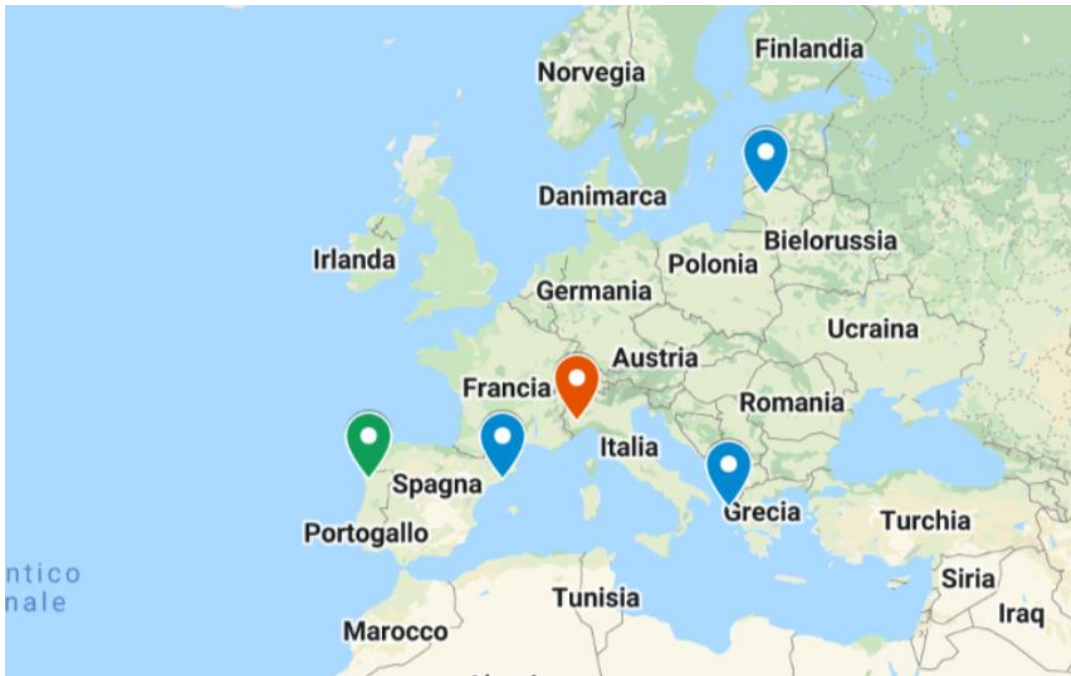 Finlandia
Norvegia
Danimarca
Irlanda
Bielorussia
Polonia
Germania
Ucraina
Austria
Francia
Romania
Italia
Spagna
Grecia
Turchia
Portogallo
ntico
nale
Siria
Tunisia
Iraq
Marocco